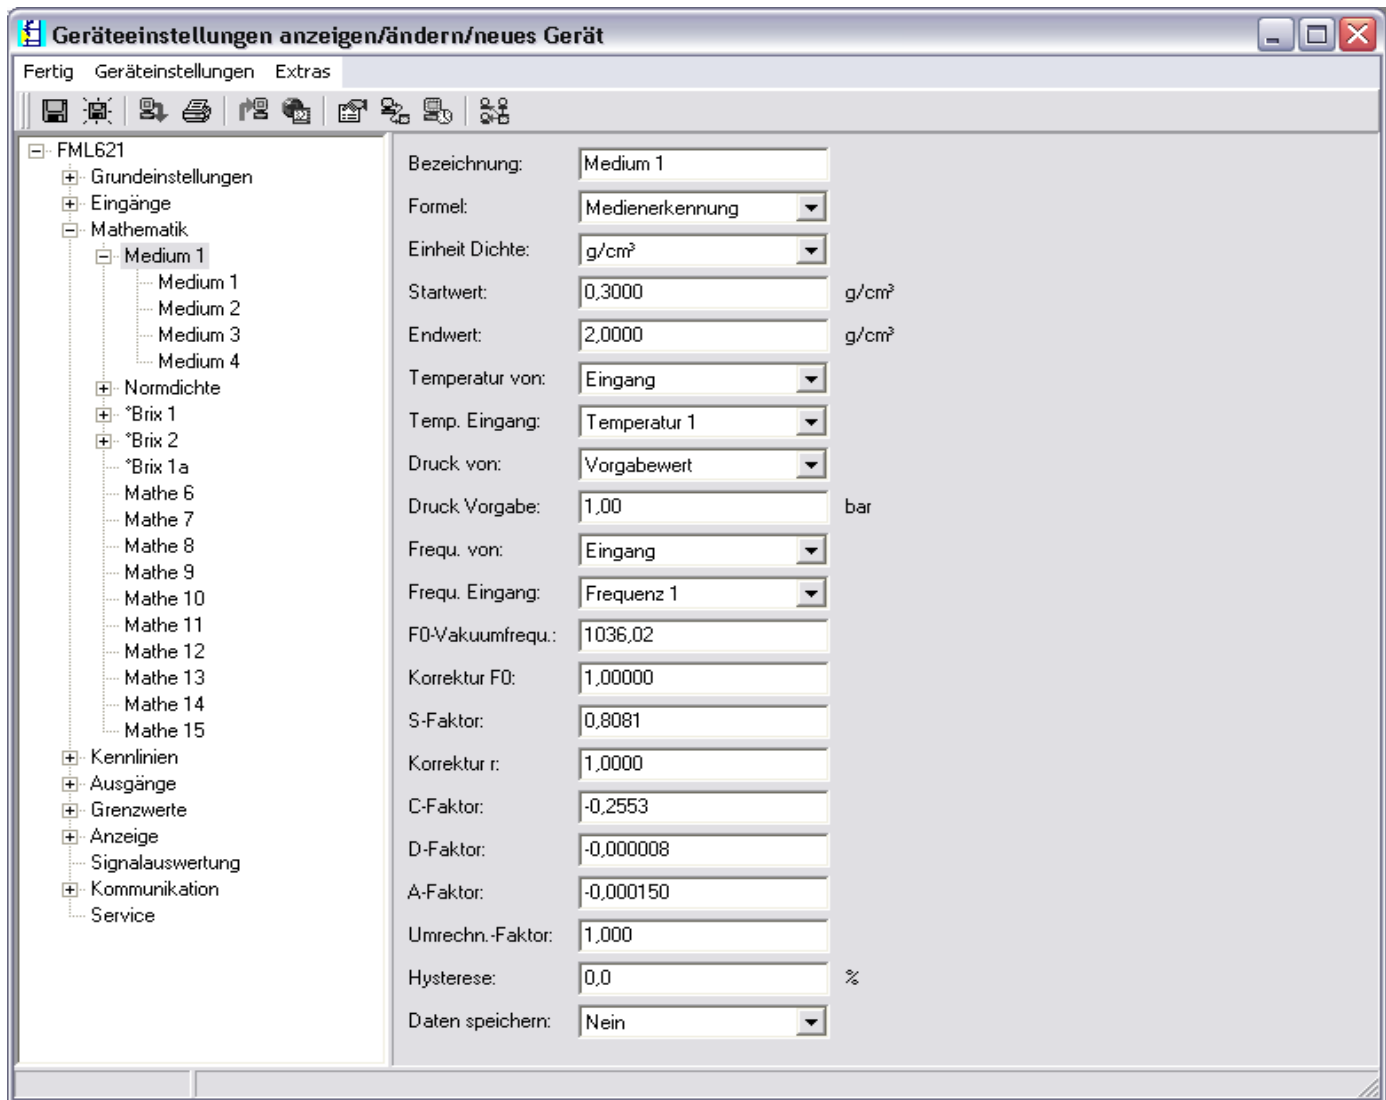 Geräteeinstellungen anzeigen/ändern/neues Gerät
Fertig Geräteinstellungen Extras
FML621
Grundeinstellungen
Eingänge
Mathematik
Medium 1
Medium 1
Medium 2
Medium 3
Medium 4
Normdichte
°Brix 1
°Brix 2
°Brix 1a
Mathe 6
Mathe 7
Mathe 8
Mathe 9
Mathe 10
Mathe 11
Mathe 12
Mathe 13
Mathe 14
Mathe 15
Kennlinien
Ausgänge
Grenzwerte
Anzeige
Signalauswertung
Kommunikation
Service
Bezeichnung: Medium 1
Formel: Medienerkennung
Einheit Dichte: g/cm³
Startwert: 0,3000 g/cm³
Endwert: 2,0000 g/cm³
Temperatur von: Eingang
Temp. Eingang: Temperatur 1
Druck von: Vorgabewert
Druck Vorgabe: 1,00 bar
Frequ. von: Eingang
Frequ. Eingang: Frequenz 1
F0-Vakuumfrequ.: 1036,02
Korrektur F0: 1,00000
S-Faktor: 0,8081
Korrektur r: 1,0000
C-Faktor: -0,2553
D-Faktor: -0,000008
A-Faktor: -0,000150
Umrechn.-Faktor: 1,000
Hysterese: 0,0 %
Daten speichern: Nein